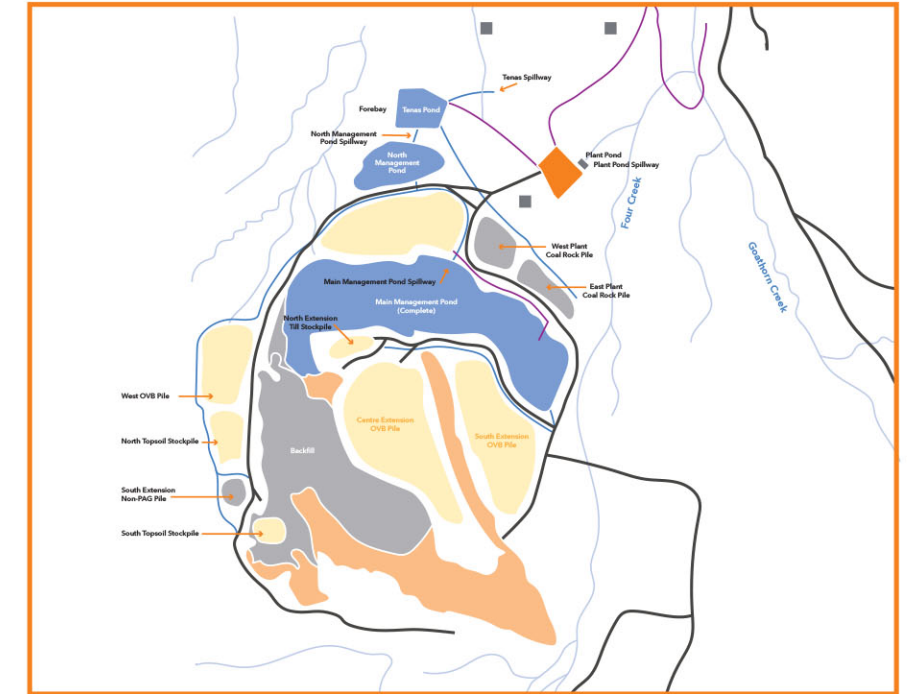 Tenas Spillway
Forebay
Tenas Pond
North Management
Pond Spillway
North
Management
Pond
Plant Pond
Plant Pond Spillway
Four Creek
Goathorn Creek
West Plant
Coal Rock Pile
Main Management Pond Spillway
East Plant
Coal Rock Pile
Main Management Pond
(Complete)
North Extension
Till Stockpile
West OVB Pile
Centre Extension
OVB Pile
South Extension
OVB Pile
North Topsoil Stockpile
Backfill
South Extension
Non-PAG Pile
South Topsoil Stockpile